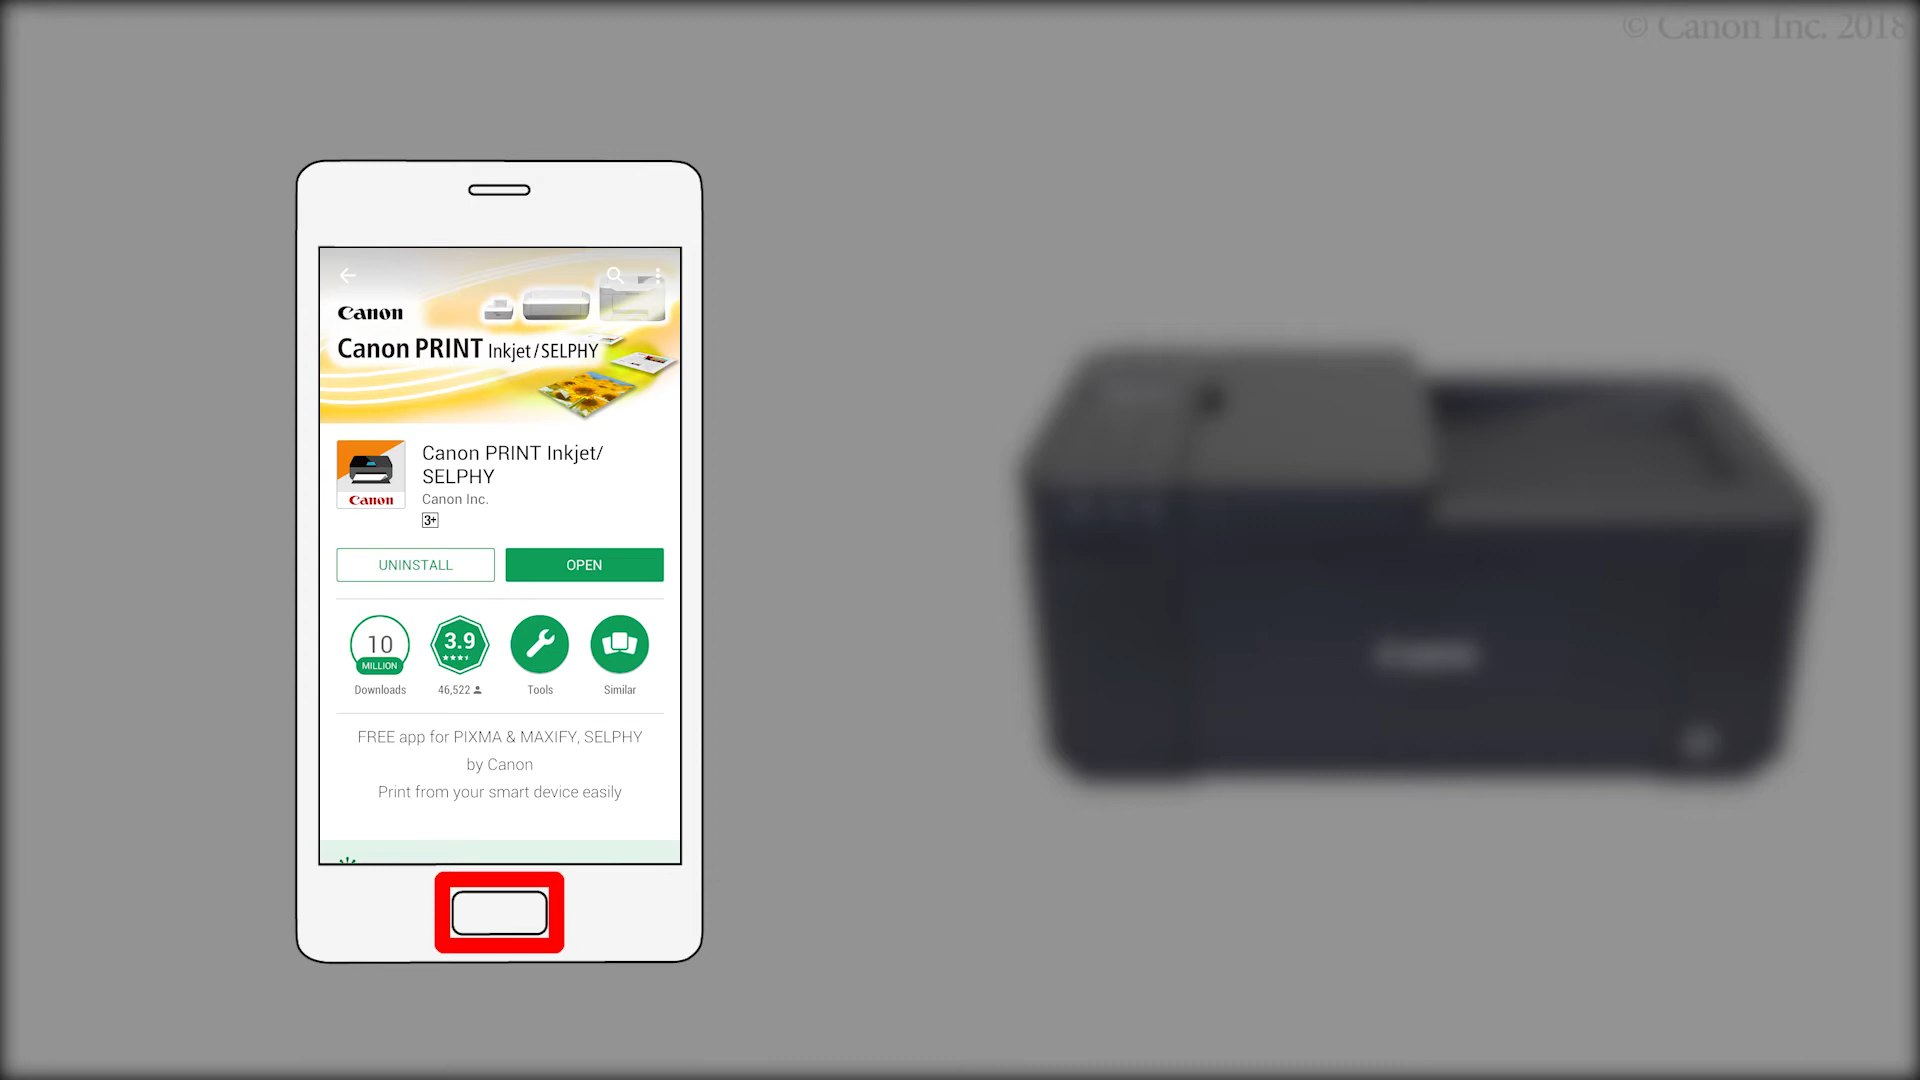 © Canon Inc. 2018
Canon
Canon PRINT Inkjet/SELPHY
Canon
Canon PRINT Inkjet/
SELPHY
Canon Inc.
3+
UNINSTALL
OPEN
10
MILLION
3.9
Downloads
46,522
Tools
Similar
FREE app for PIXMA & MAXIFY, SELPHY
by Canon
Print from your smart device easily
Canon